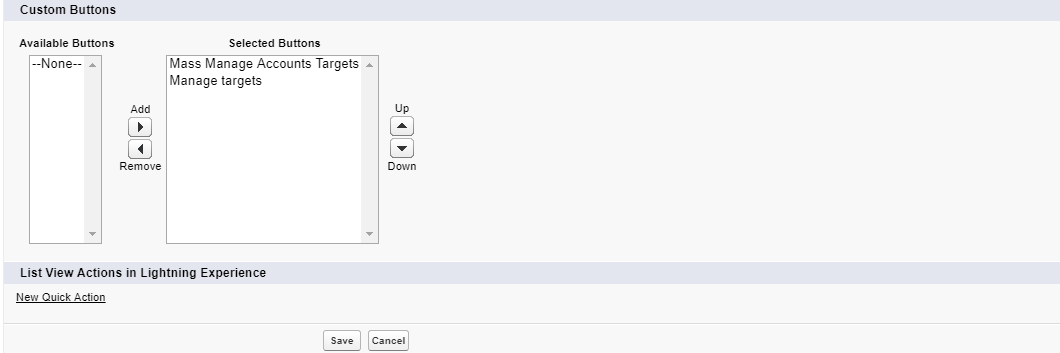 Custom Buttons
Available Buttons
Selected Buttons
--None--
Mass Manage Accounts Targets
Manage targets
Add
Remove
Up
Down
List View Actions in Lightning Experience
New Quick Action
Save
Cancel